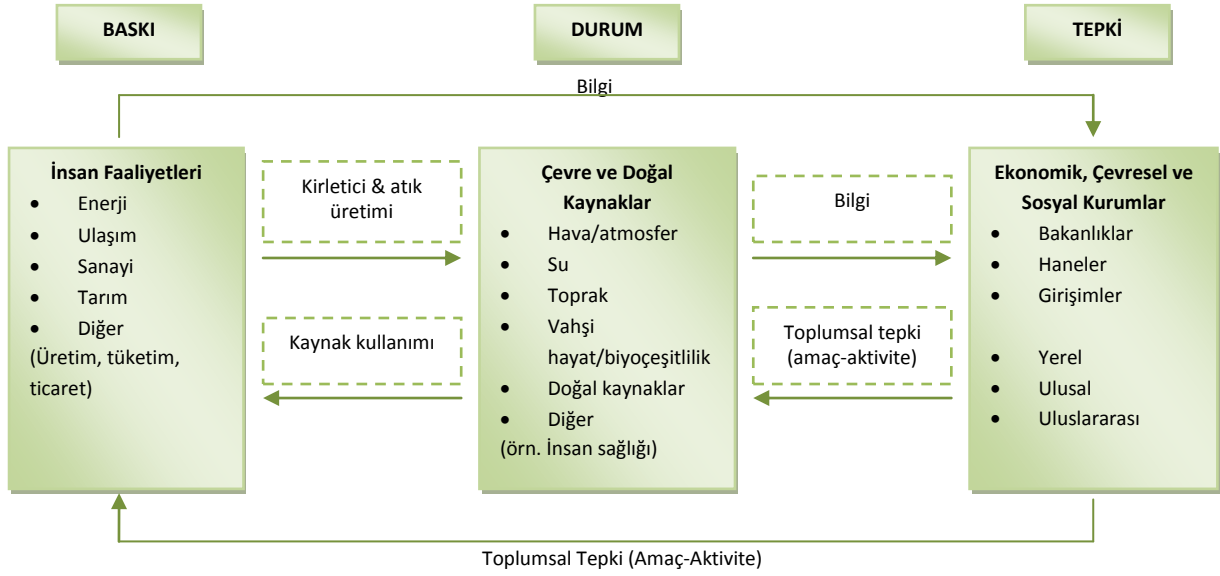 BASKI
DURUM
TEPKİ
Bilgi
İnsan Faaliyetleri
• Enerji
• Ulaşım
• Sanayi
• Tarım
• Diğer
(Üretim, tüketim,
ticaret)
Kirletici & atık
üretimi
Kaynak kullanımı
Çevre ve Doğal
Kaynaklar
• Hava/atmosfer
• Su
• Toprak
• Vahşi
hayat/biyoçeşitlilik
• Doğal kaynaklar
• Diğer
(örn. İnsan sağlığı)
Bilgi
Toplumsal tepki
(amaç-aktivite)
Ekonomik, Çevresel ve
Sosyal Kurumlar
• Bakanlıklar
• Haneler
• Girişimler
• Yerel
• Ulusal
• Uluslararası
Toplumsal Tepki (Amaç-Aktivite)